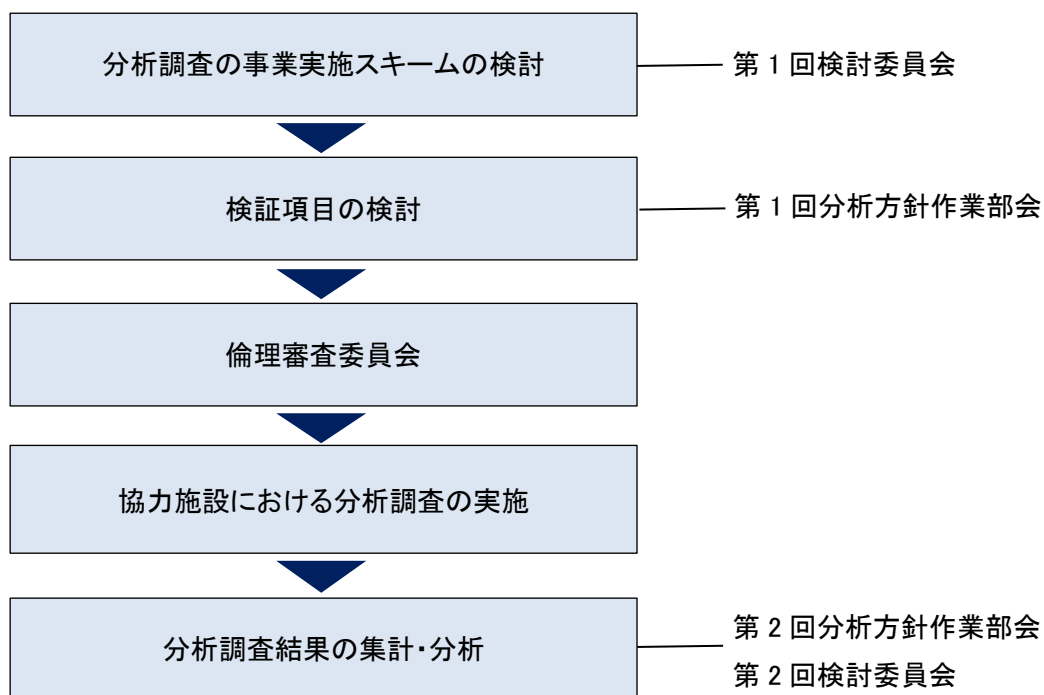 分析調査の事業実施スキームの検討
第 1 回検討委員会
検証項目の検討
第 1 回分析方針作業部会
倫理審査委員会
協力施設における分析調査の実施
分析調査結果の集計・分析
第 2 回分析方針作業部会
第 2 回検討委員会